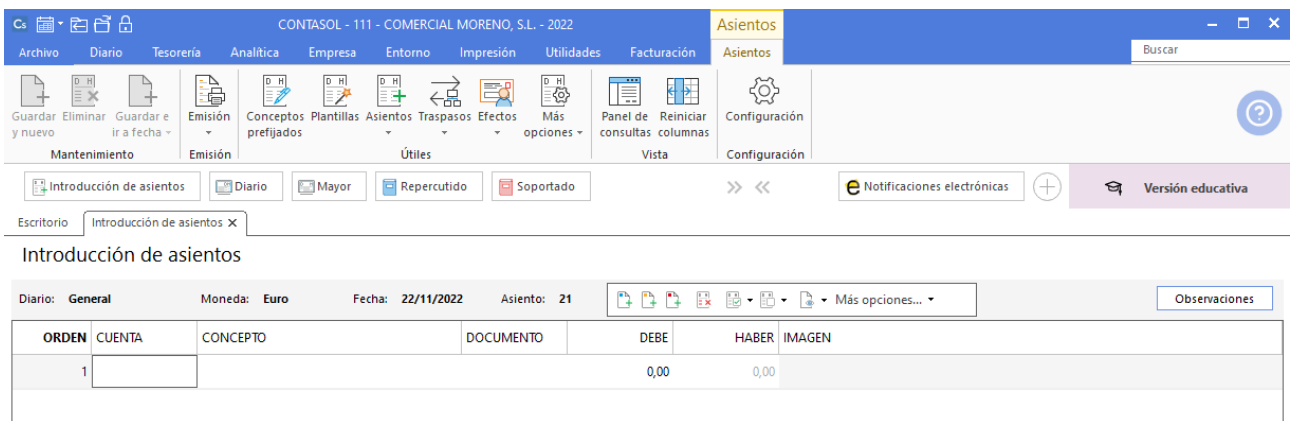 Cs CONTASOL - 111 - COMERCIAL MORENO, S.L. - 2022 Asientos
Archivo Diario Tesorería Analítica Empresa Entorno Impresión Utilidades Facturación Asientos Buscar
D H D H D H D H D H
Guardar Eliminar Guardar e Emisión Conceptos Plantillas Asientos Traspasos Efectos Más Panel de Reiniciar Configuración
y nuevo ir a fecha prefijados opciones consultas columnas
Mantenimiento Emisión Útiles Vista Configuración
Introducción de asientos Diario Mayor Repercutido Soportado Notificaciones electrónicas Versión educativa
Escritorio Introducción de asientos X
Introducción de asientos
Diario: General Moneda: Euro Fecha: 22/11/2022 Asiento: 21 Más opciones... Observaciones
ORDEN CUENTA CONCEPTO DOCUMENTO DEBE HABER IMAGEN
1 0,00 0,00